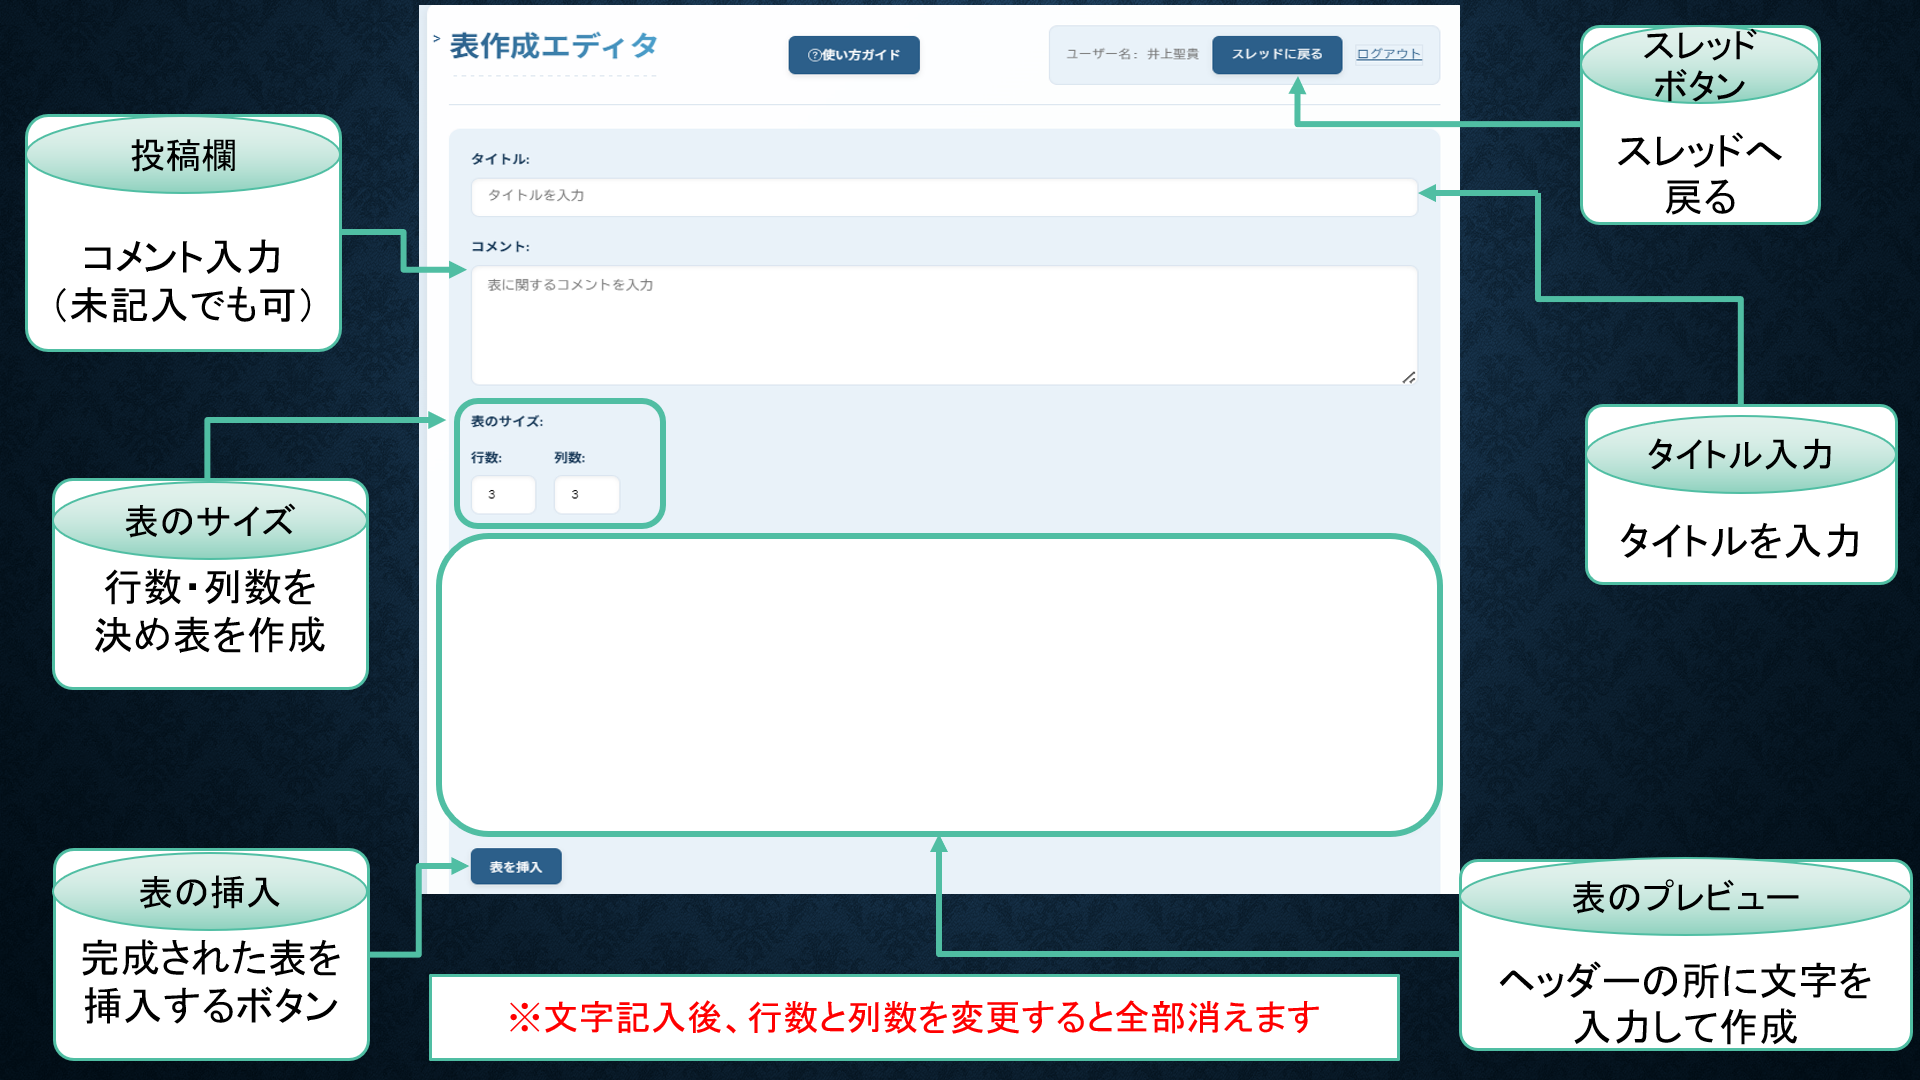 > 表作成エディタ
?使い方ガイド
ユーザー名: 井上聖貴
スレッドに戻る
ログアウト
タイトル:
タイトルを入力
コメント:
表に関するコメントを入力
表のサイズ:
行数: 列数:
3 3
表を挿入
投稿欄
コメント入力
（未記入でも可）
表のサイズ
行数・列数を
決め表を作成
表の挿入
完成された表を
挿入するボタン
スレッド
ボタン
スレッドへ
戻る
タイトル入力
タイトルを入力
表のプレビュー
ヘッダーの所に文字を
入力して作成
※文字記入後、行数と列数を変更すると全部消えます